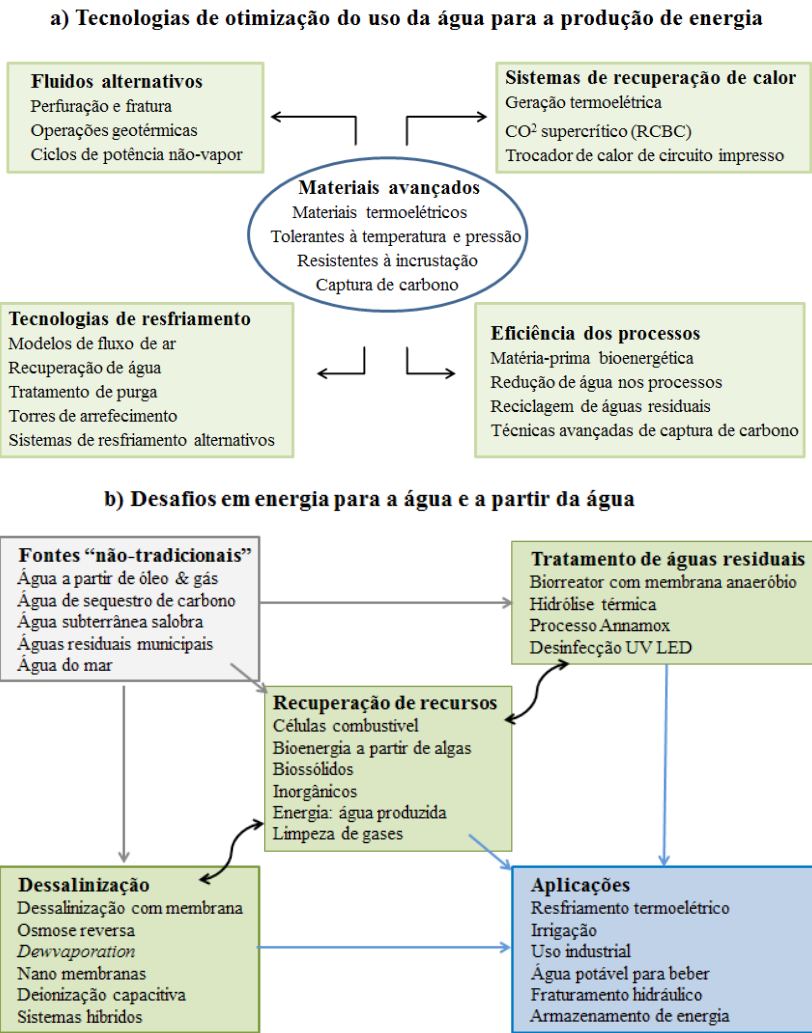 a) Tecnologias de otimização do uso da água para a produção de energia
Fluidos alternativos
Perfuração e fratura
Operações geotérmicas
Ciclos de potência não-vapor
Sistemas de recuperação de calor
Geração termoelétrica
CO² supercrítico (RCBC)
Trocador de calor de circuito impresso
Materiais avançados
Materiais termoelétricos
Tolerantes à temperatura e pressão
Resistentes à incrustação
Captura de carbono
Tecnologias de resfriamento
Modelos de fluxo de ar
Recuperação de água
Tratamento de purga
Torres de arrefecimento
Sistemas de resfriamento alternativos
Eficiência dos processos
Matéria-prima bioenergética
Redução de água nos processos
Reciclagem de águas residuais
Técnicas avançadas de captura de carbono
b) Desafios em energia para a água e a partir da água
Fontes “não-tradicionais”
Água a partir de óleo & gás
Água de sequestro de carbono
Água subterrânea salobra
Águas residuais municipais
Água do mar
Tratamento de águas residuais
Biorreator com membrana anaeróbio
Hidrólise térmica
Processo Annamox
Desinfecção UV LED
Recuperação de recursos
Células combustível
Bioenergia a partir de algas
Biossólidos
Inorgânicos
Energia: água produzida
Limpeza de gases
Dessalinização
Dessalinização com membrana
Osmose reversa
Dewvaporation
Nano membranas
Deionização capacitiva
Sistemas híbridos
Aplicações
Resfriamento termoelétrico
Irrigação
Uso industrial
Água potável para beber
Fraturamento hidráulico
Armazenamento de energia